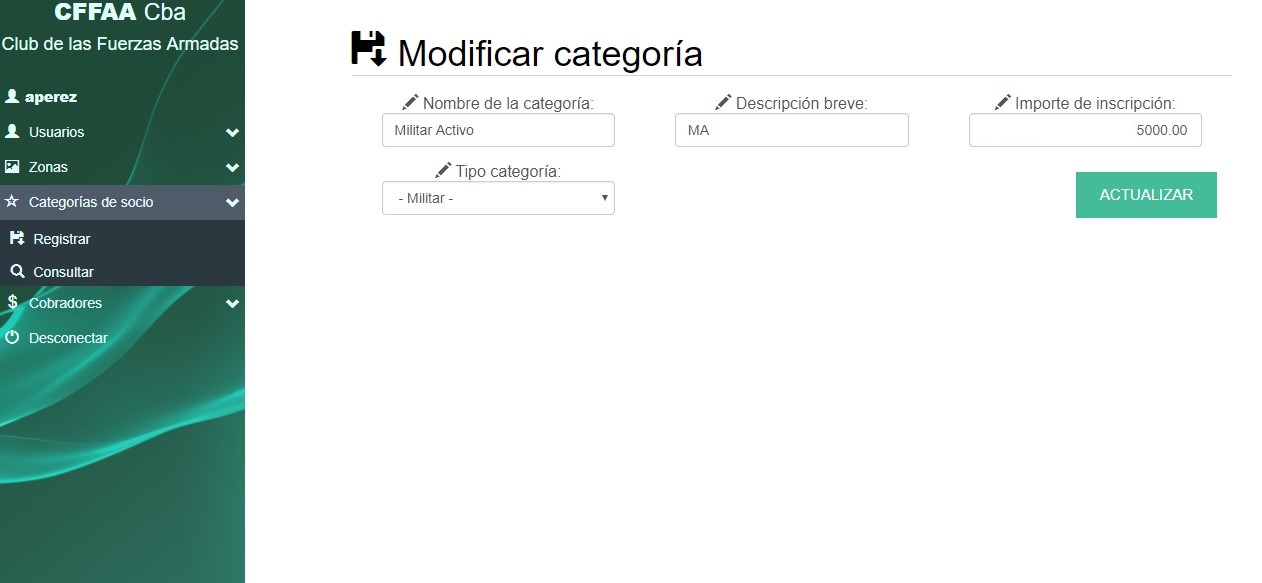 CFFAA Cba
Club de las Fuerzas Armadas
aperez
Usuarios
Zonas
Categorías de socio
Registrar
Consultar
Cobradores
Desconectar
Modificar categoría
Nombre de la categoría:
Militar Activo
Descripción breve:
MA
Importe de inscripción:
5000.00
Tipo categoría:
- Militar -
ACTUALIZAR